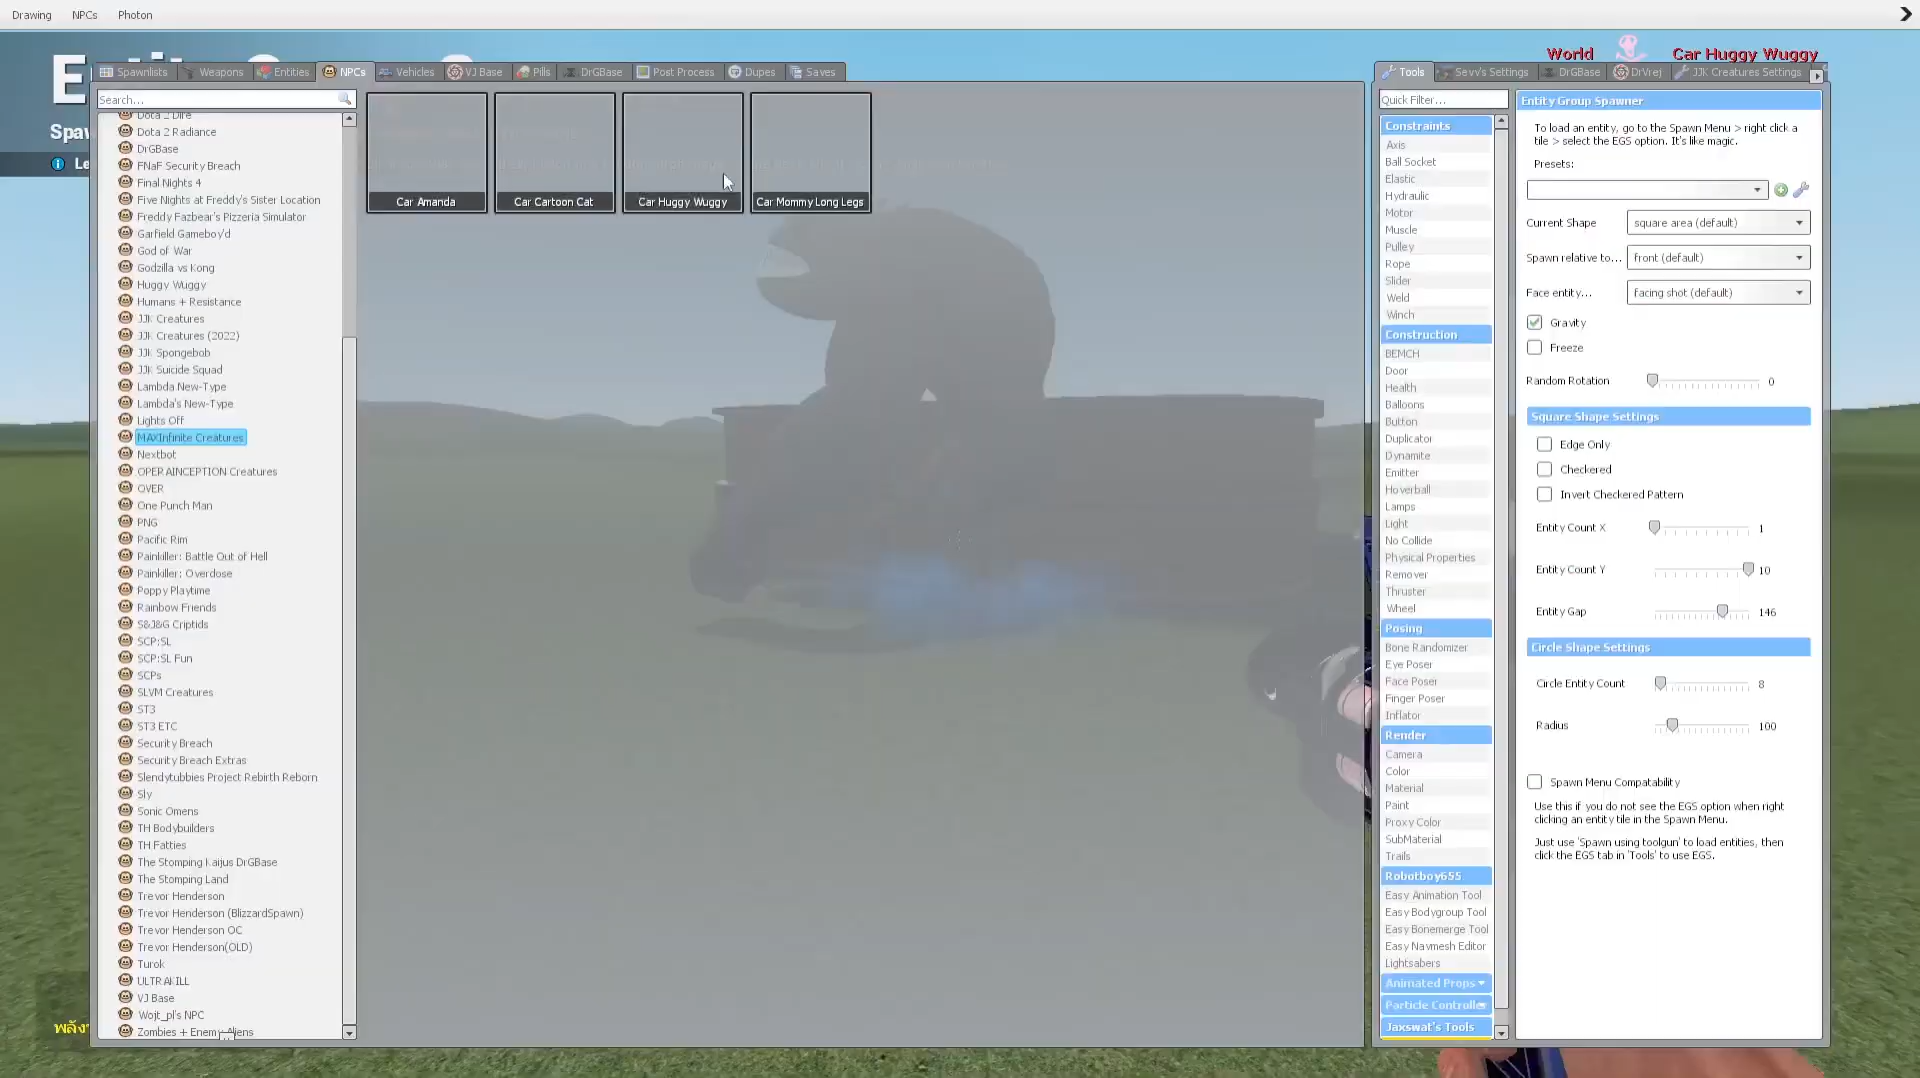 Drawing NPCs Photon
World Car Huggy Wuggy
E
Spaw
Le
Spawnlists Weapons Entities NPCs Vehicles VJ Base Pills DrGBase Post Process Dupes Saves
Search...
Dota 2 Dire
Dota 2 Radiance
DrGBase
FNaF Security Breach
Final Nights 4
Five Nights at Freddy's Sister Location
Freddy Fazbear's Pizzeria Simulator
Garfield Gameboy'd
God of War
Godzilla vs Kong
Huggy Wuggy
Humans + Resistance
JJK Creatures
JJK Creatures (2022)
JJK Spongebob
JJK Suicide Squad
Lambda New-Type
Lambda's New-Type
Lights Off
MAXInfinite Creatures
Nextbot
OPERAINCEPTION Creatures
OVER
One Punch Man
PNG
Pacific Rim
Painkiller: Battle Out of Hell
Painkiller: Overdose
Poppy Playtime
Rainbow Friends
S&J&G Criptids
SCP:SL
SCP:SL Fun
SCPs
SLVM Creatures
ST3
ST3 ETC
Security Breach
Security Breach Extras
Slendytubbies Project Rebirth Reborn
Sly
Sonic Omens
TH Bodybuilders
TH Fatties
The Stomping Kaijus DrGBase
The Stomping Land
Trevor Henderson
Trevor Henderson (BlizzardSpawn)
Trevor Henderson OC
Trevor Henderson(OLD)
Turok
ULTRAKILL
VJ Base
Wojt_pl's NPC
Zombies + Enemy Aliens
พลัง
Car Amanda Car Cartoon Cat Car Huggy Wuggy Car Mommy Long Legs
Tools Sevv's Settings DrGBase DrVrej JJK Creatures Settings
Quick Filter...
Constraints
Axis
Ball Socket
Elastic
Hydraulic
Motor
Muscle
Pulley
Rope
Slider
Weld
Winch
Construction
BEMCH
Door
Health
Balloons
Button
Duplicator
Dynamite
Emitter
Hoverball
Lamps
Light
No Collide
Physical Properties
Remover
Thruster
Wheel
Posing
Bone Randomizer
Eye Poser
Face Poser
Finger Poser
Inflator
Render
Camera
Color
Material
Paint
Proxy Color
SubMaterial
Trails
Robotboy655
Easy Animation Tool
Easy Bodygroup Tool
Easy Bonemerge Tool
Easy Navmesh Editor
Lightsabers
Animated Props
Particle Controller
Jaxswat's Tools
Entity Group Spawner
To load an entity, go to the Spawn Menu > right click a
tile > select the EGS option. It's like magic.
Presets:
Current Shape square area (default)
Spawn relative to... front (default)
Face entity... facing shot (default)
Gravity
Freeze
Random Rotation 0
Square Shape Settings
Edge Only
Checkered
Invert Checkered Pattern
Entity Count X 1
Entity Count Y 10
Entity Gap 146
Circle Shape Settings
Circle Entity Count 8
Radius 100
Spawn Menu Compatability
Use this if you do not see the EGS option when right
clicking an entity tile in the Spawn Menu.
Just use 'Spawn using toolgun' to load entities, then
click the EGS tab in 'Tools' to use EGS.